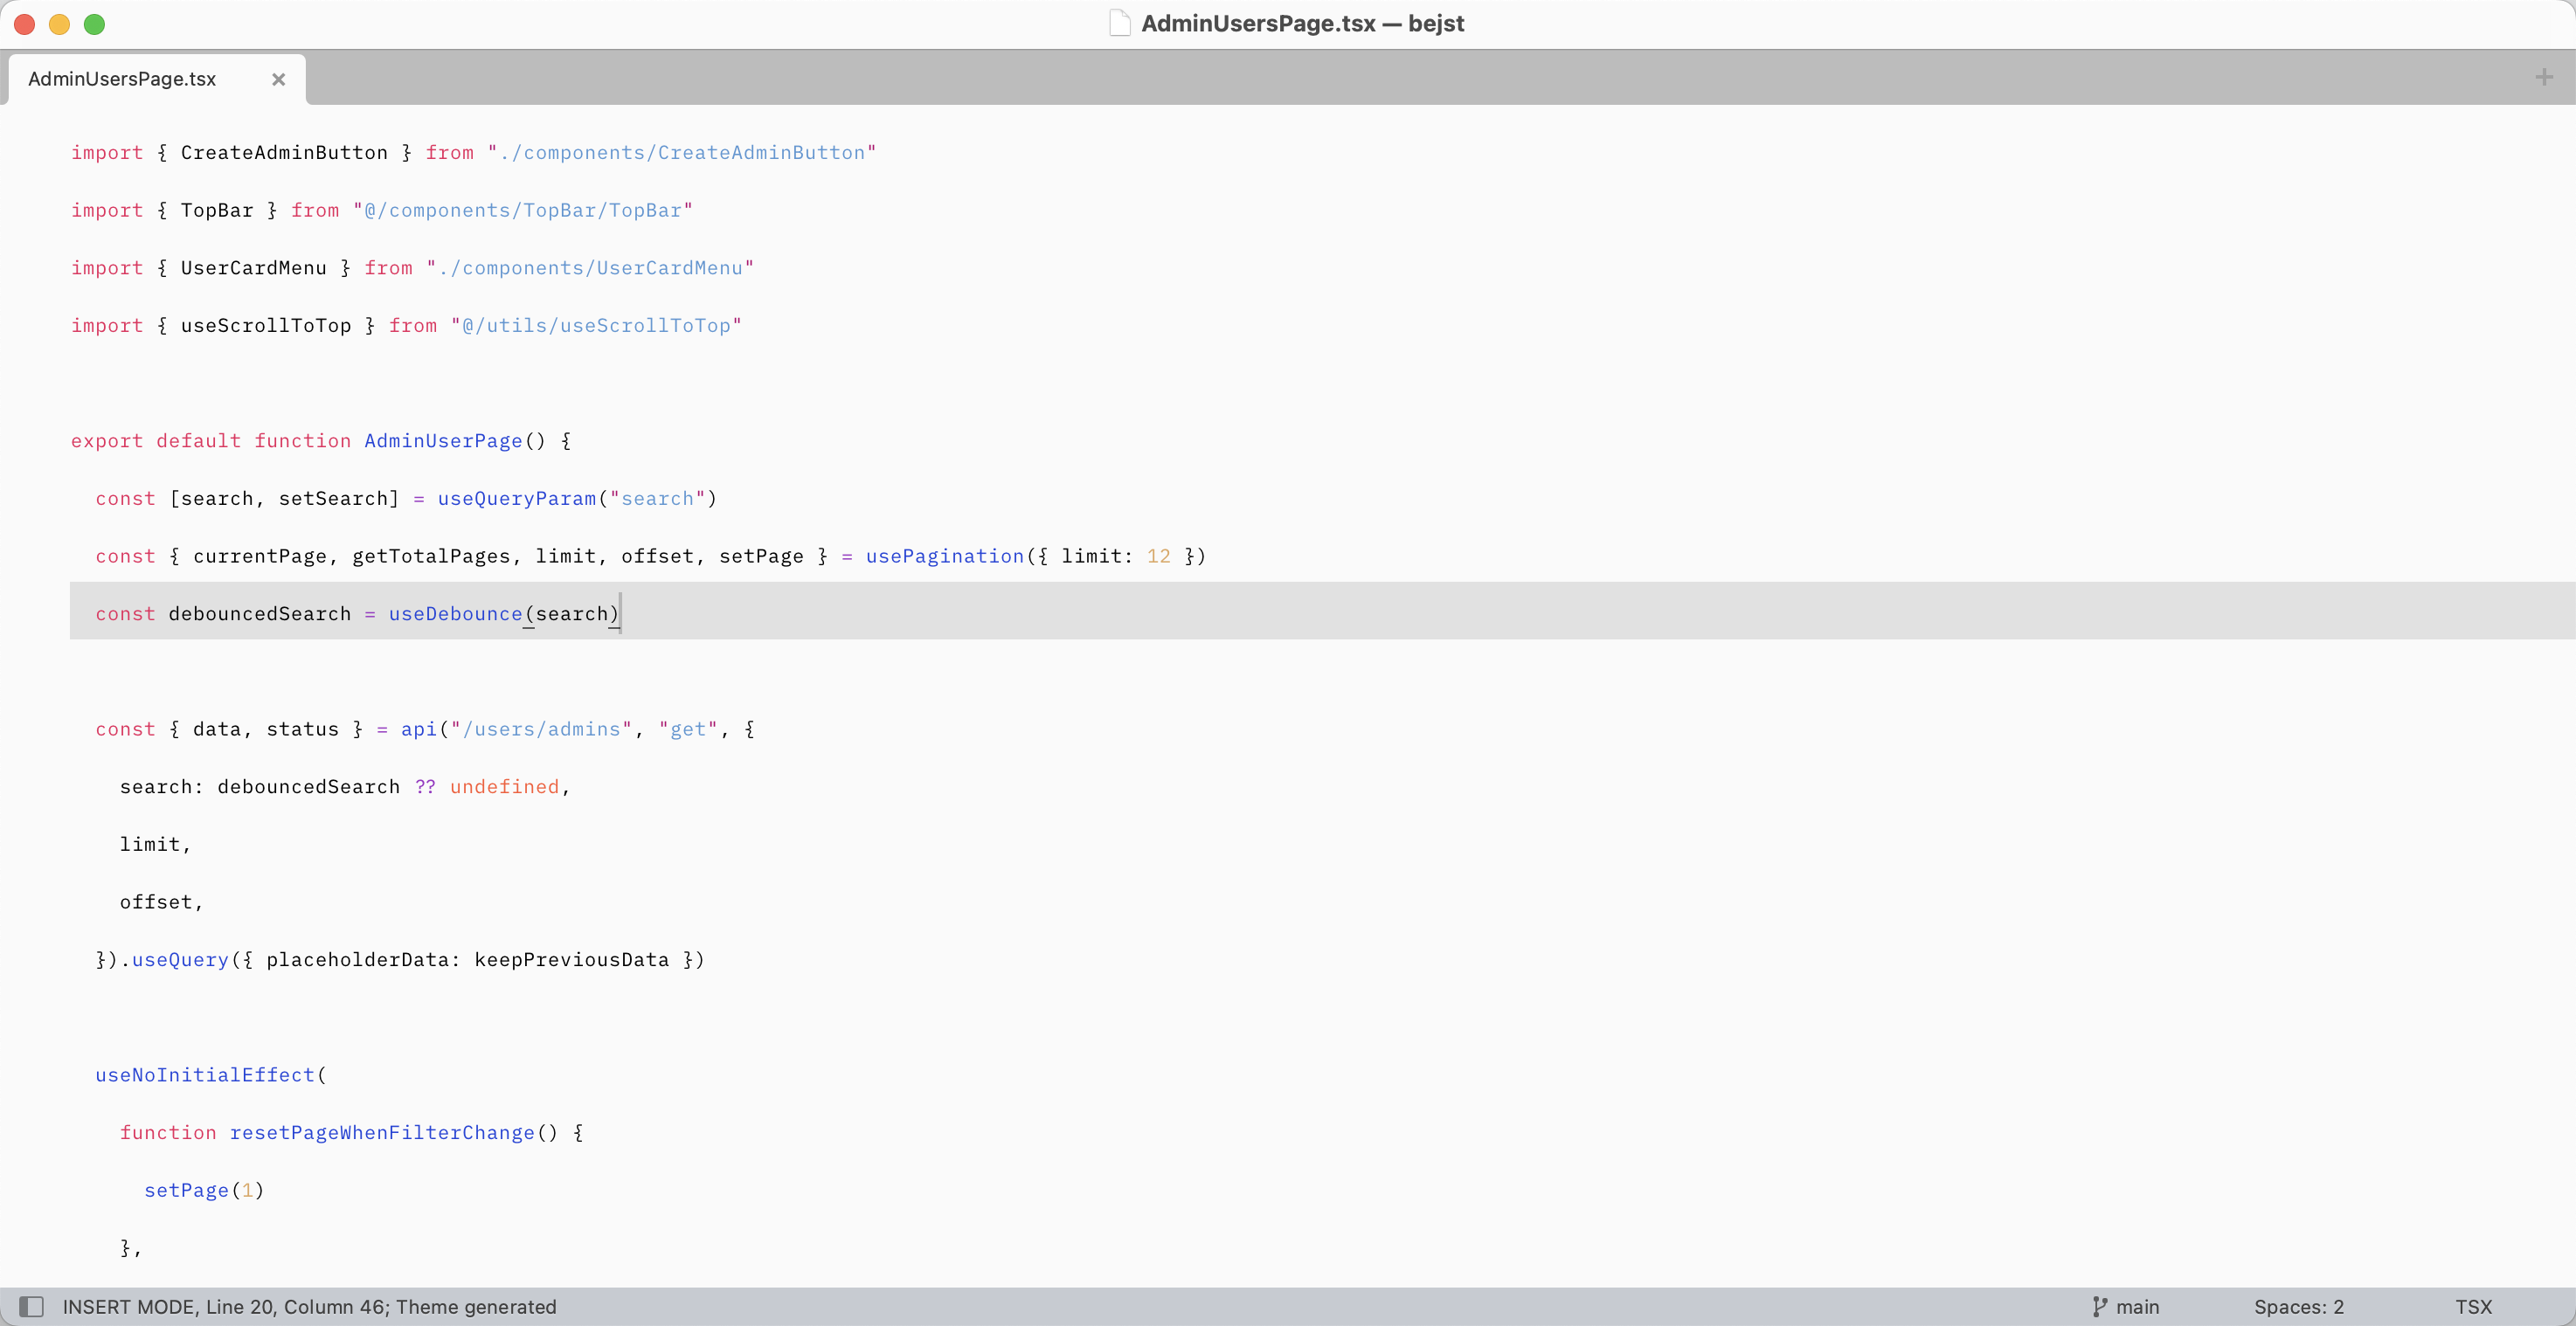 AdminUsersPage.tsx — bejst
AdminUsersPage.tsx
import { CreateAdminButton } from "./components/CreateAdminButton"
import { TopBar } from "@/components/TopBar/TopBar"
import { UserCardMenu } from "./components/UserCardMenu"
import { useScrollToTop } from "@/utils/useScrollToTop"
export default function AdminUserPage() {
  const [search, setSearch] = useQueryParam("search")
  const { currentPage, getTotalPages, limit, offset, setPage } = usePagination({ limit: 12 })
  const debouncedSearch = useDebounce(search)
  const { data, status } = api("/users/admins", "get", {
    search: debouncedSearch ?? undefined,
    limit,
    offset,
  }).useQuery({ placeholderData: keepPreviousData })
  useNoInitialEffect(
    function resetPageWhenFilterChange() {
      setPage(1)
    },
INSERT MODE, Line 20, Column 46; Theme generated
main
Spaces: 2
TSX